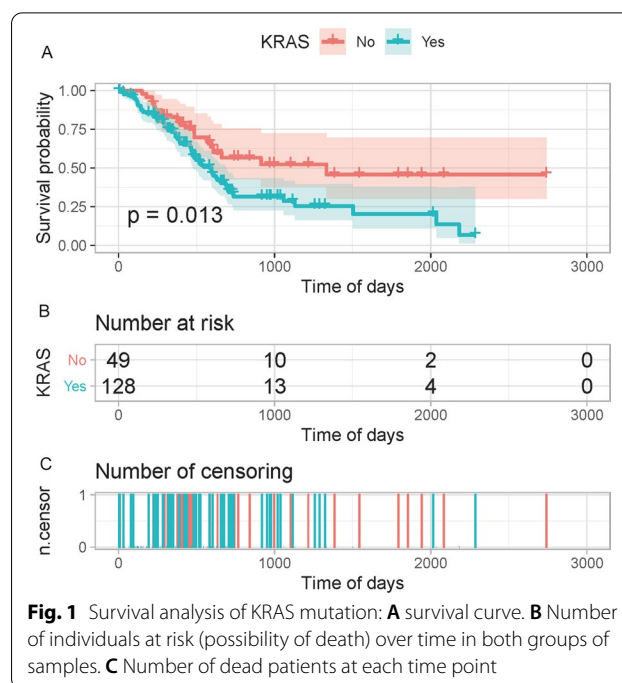 KRAS No Yes
A
Survival probability
1.00
0.75
0.50
0.25
0.00
p = 0.013
0 1000 2000 3000
Time of days
B
Number at risk
KRAS
No 49 10 2 0
Yes 128 13 4 0
0 1000 2000 3000
Time of days
C
Number of censoring
n.censor
1
0
0 1000 2000 3000
Time of days
Fig. 1 Survival analysis of KRAS mutation: A survival curve. B Number
of individuals at risk (possibility of death) over time in both groups of
samples. C Number of dead patients at each time point